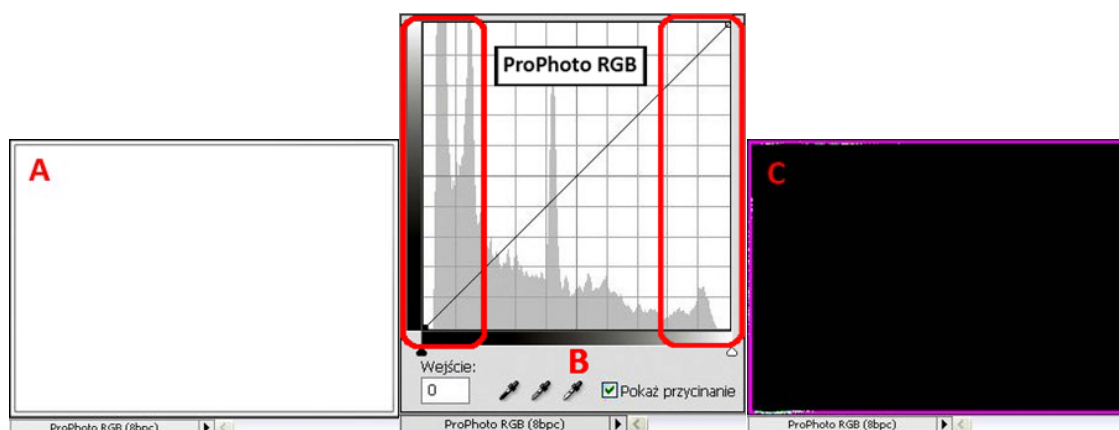 A
ProPhoto RGB (8bpc)
ProPhoto RGB
B
Wejście:
0
Pokaż przycinanie
ProPhoto RGB (8bpc)
C
ProPhoto RGB (8bpc)